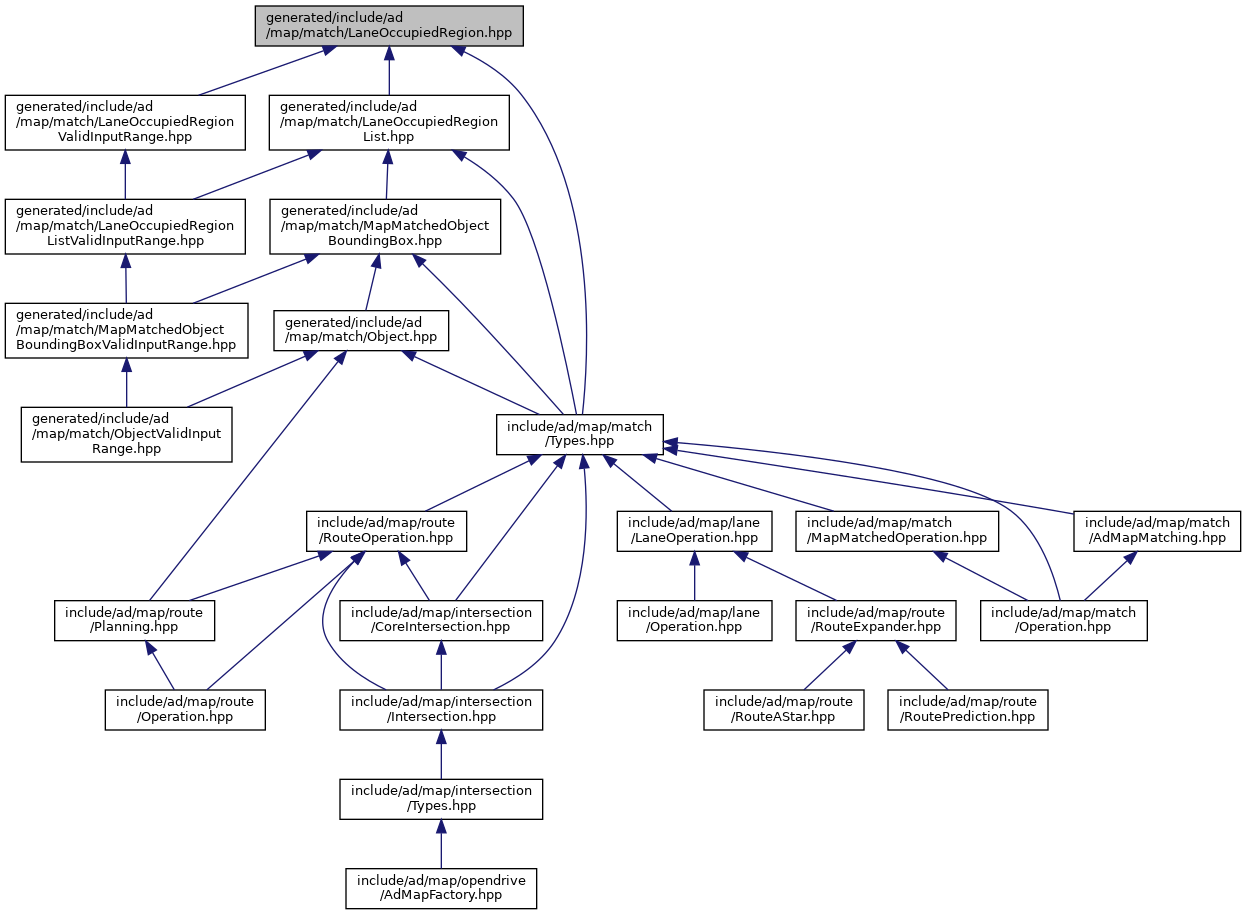 generated/include/ad
/map/match/LaneOccupiedRegion.hpp
generated/include/ad
/map/match/LaneOccupiedRegion
ValidInputRange.hpp
generated/include/ad
/map/match/LaneOccupiedRegion
List.hpp
generated/include/ad
/map/match/LaneOccupiedRegion
ListValidInputRange.hpp
generated/include/ad
/map/match/MapMatchedObject
BoundingBox.hpp
generated/include/ad
/map/match/MapMatchedObject
BoundingBoxValidInputRange.hpp
generated/include/ad
/map/match/Object.hpp
generated/include/ad
/map/match/ObjectValidInput
Range.hpp
include/ad/map/match
/Types.hpp
include/ad/map/route
/RouteOperation.hpp
include/ad/map/lane
/LaneOperation.hpp
include/ad/map/match
/MapMatchedOperation.hpp
include/ad/map/match
/AdMapMatching.hpp
include/ad/map/route
/Planning.hpp
include/ad/map/intersection
/CoreIntersection.hpp
include/ad/map/lane
/Operation.hpp
include/ad/map/route
/RouteExpander.hpp
include/ad/map/match
/Operation.hpp
include/ad/map/route
/Operation.hpp
include/ad/map/intersection
/Intersection.hpp
include/ad/map/route
/RouteAStar.hpp
include/ad/map/route
/RoutePrediction.hpp
include/ad/map/intersection
/Types.hpp
include/ad/map/opendrive
/AdMapFactory.hpp